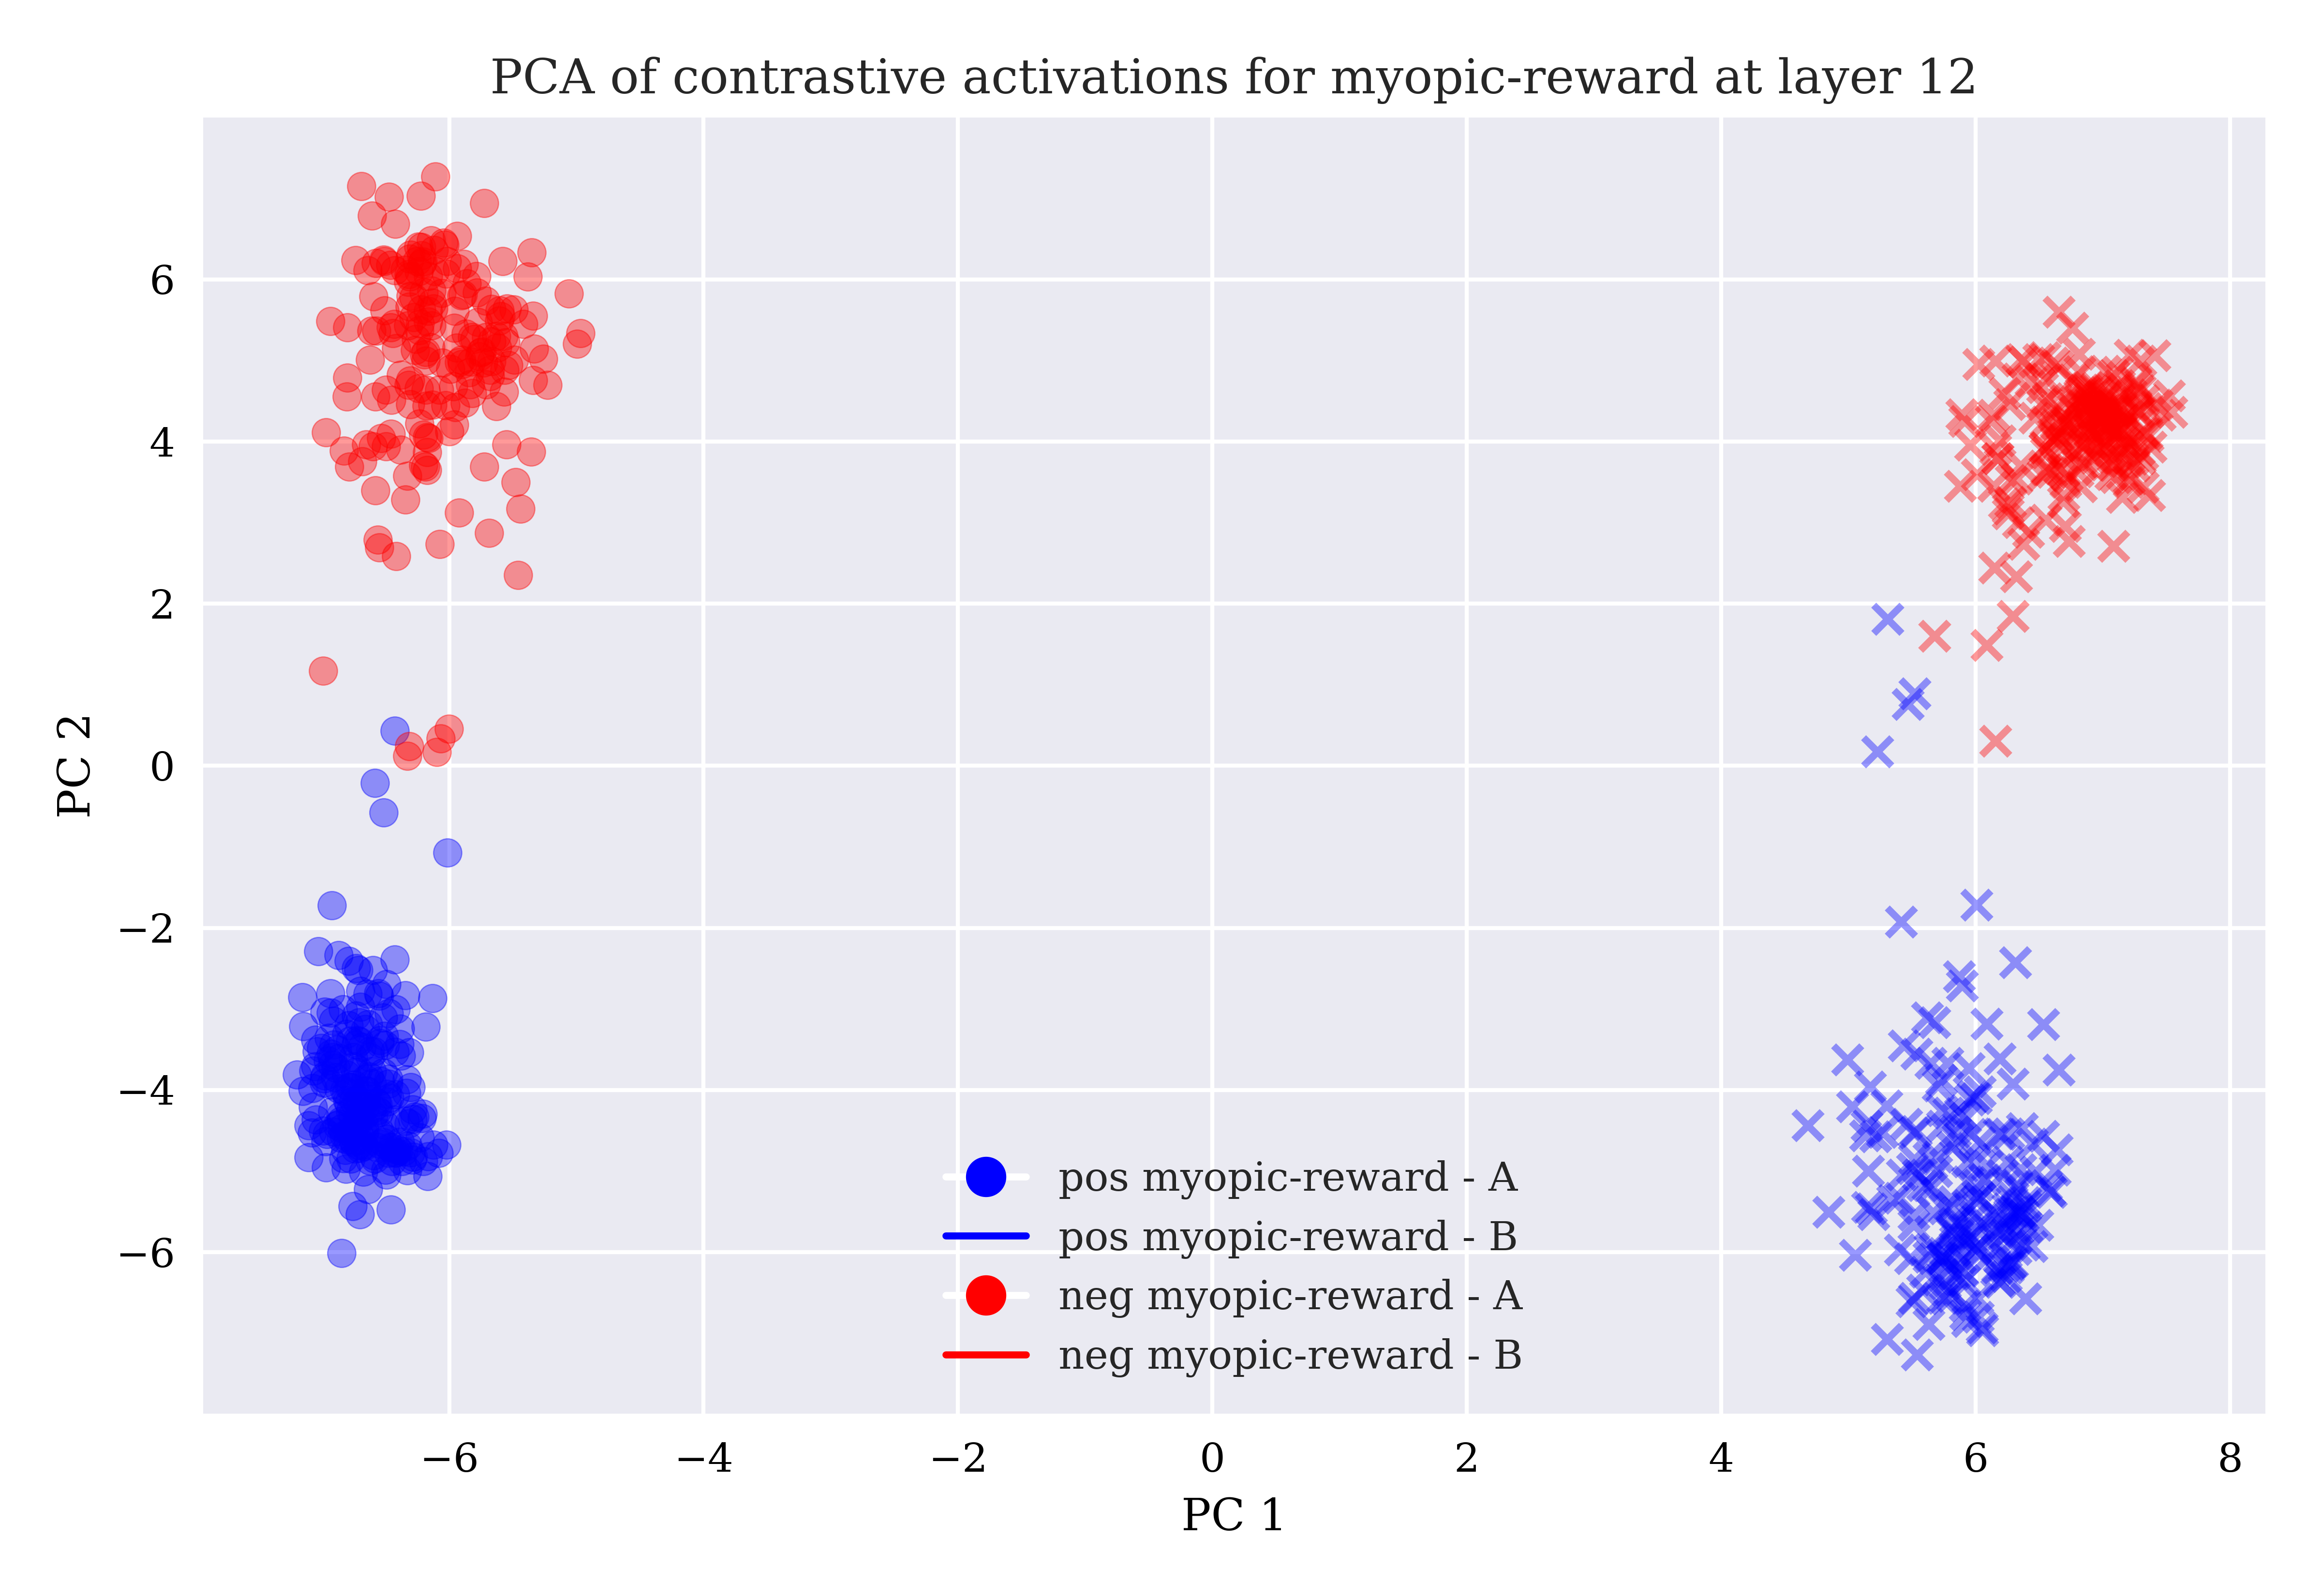 PCA of contrastive activations for myopic-reward at layer 12
6
4
2
0
−2
−4
−6
PC 2
pos myopic-reward - A
pos myopic-reward - B
neg myopic-reward - A
neg myopic-reward - B
−6 −4 −2 0 2 4 6 8
PC 1